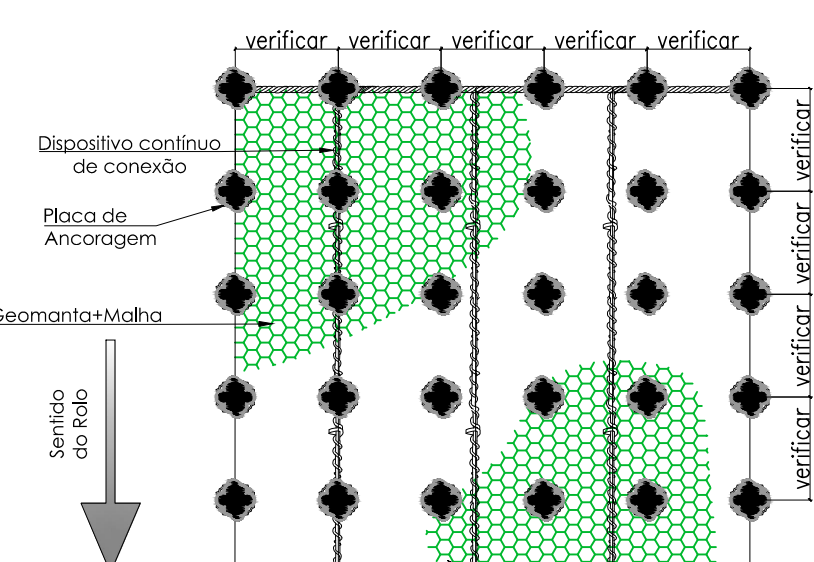 verificar verificar verificar verificar verificar
Dispositivo contínuo
de conexão
Placa de
Ancoragem
Geomanta+Malha
Sentido
do Rolo
verificar
verificar
verificar
verificar